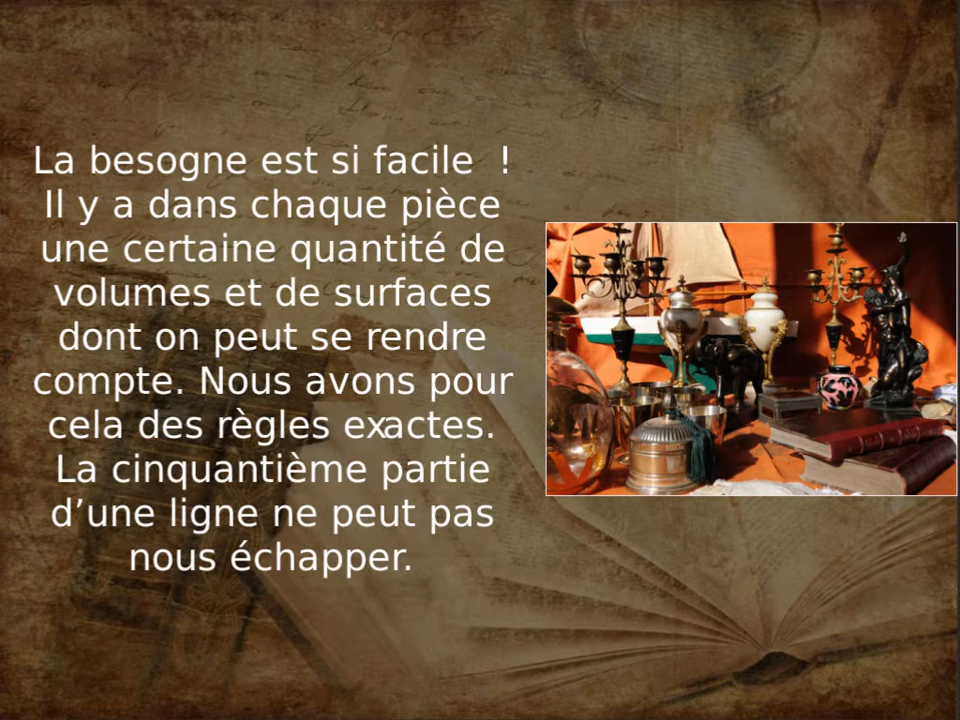 La besogne est si facile  !
Il y a dans chaque pièce
une certaine quantité de
volumes et de surfaces
dont on peut se rendre
compte. Nous avons pour
cela des règles exactes.
La cinquantième partie
d’une ligne ne peut pas
nous échapper.